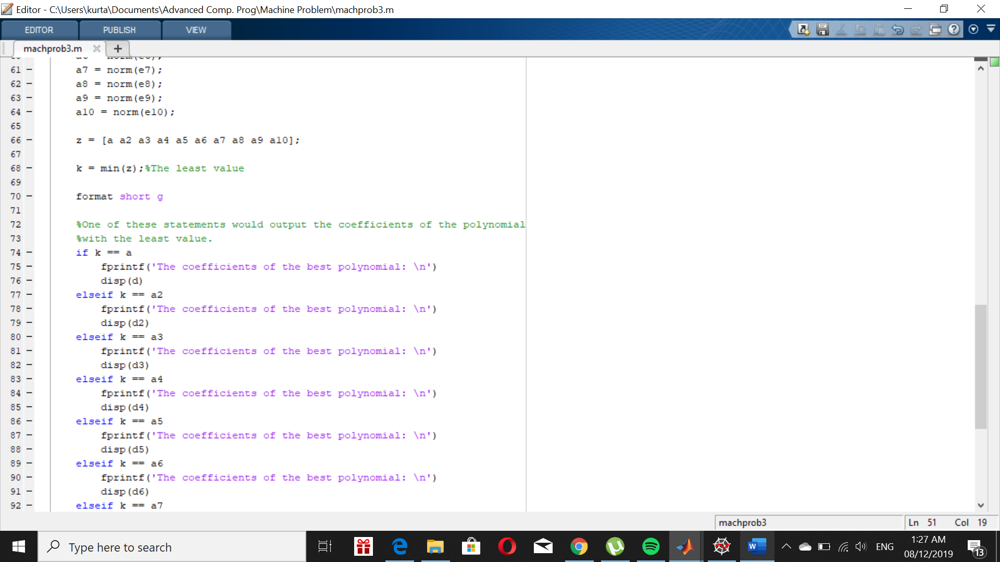 Editor - C:\Users\kurta\Documents\Advanced Comp. Prog\Machine Problem\machprob3.m
EDITOR PUBLISH VIEW
machprob3.m
61 a7 = norm(e7);
62 a8 = norm(e8);
63 a9 = norm(e9);
64 a10 = norm(e10);
65
66 z = [a a2 a3 a4 a5 a6 a7 a8 a9 a10];
67
68 k = min(z);%The least value
69
70 format short g
71
72 %One of these statements would output the coefficients of the polynomial
73 %with the least value.
74 if k == a
75 fprintf('The coefficients of the best polynomial: \n')
76 disp(d)
77 elseif k == a2
78 fprintf('The coefficients of the best polynomial: \n')
79 disp(d2)
80 elseif k == a3
81 fprintf('The coefficients of the best polynomial: \n')
82 disp(d3)
83 elseif k == a4
84 fprintf('The coefficients of the best polynomial: \n')
85 disp(d4)
86 elseif k == a5
87 fprintf('The coefficients of the best polynomial: \n')
88 disp(d5)
89 elseif k == a6
90 fprintf('The coefficients of the best polynomial: \n')
91 disp(d6)
92 elseif k == a7
machprob3 Ln 51 Col 19
Type here to search
ENG
1:27 AM
08/12/2019
13